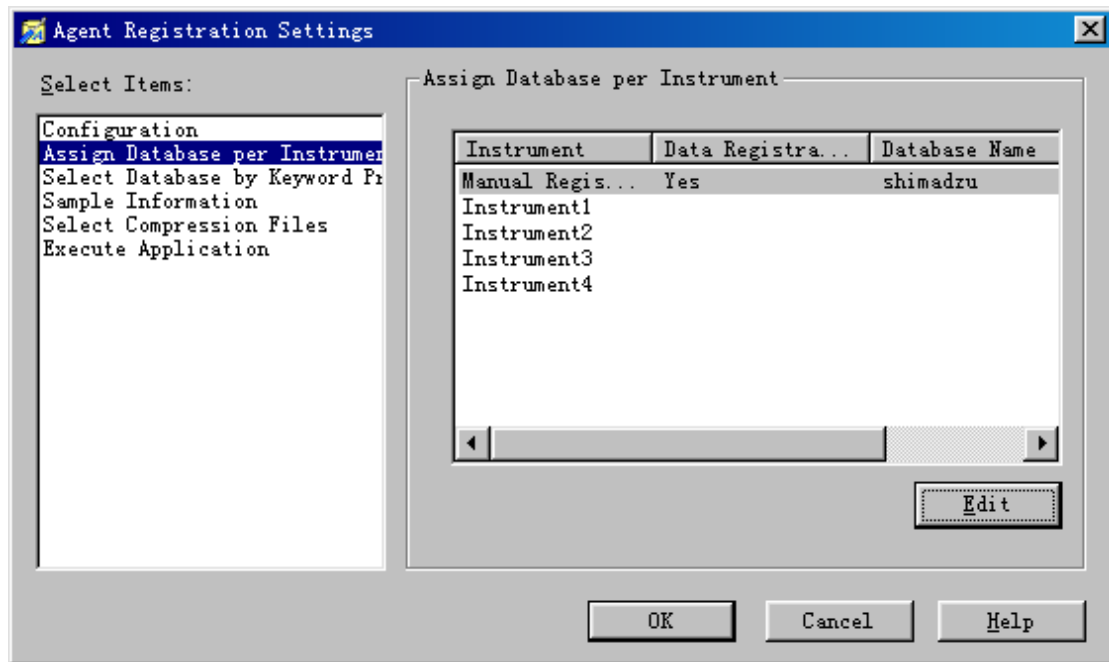 Agent Registration Settings
Select Items:
Configuration
Assign Database per Instrumen
Select Database by Keyword Pr
Sample Information
Select Compression Files
Execute Application
Assign Database per Instrument
Instrument Data Registra... Database Name
Manual Regis... Yes shimadzu
Instrument1
Instrument2
Instrument3
Instrument4
Edit
OK Cancel Help